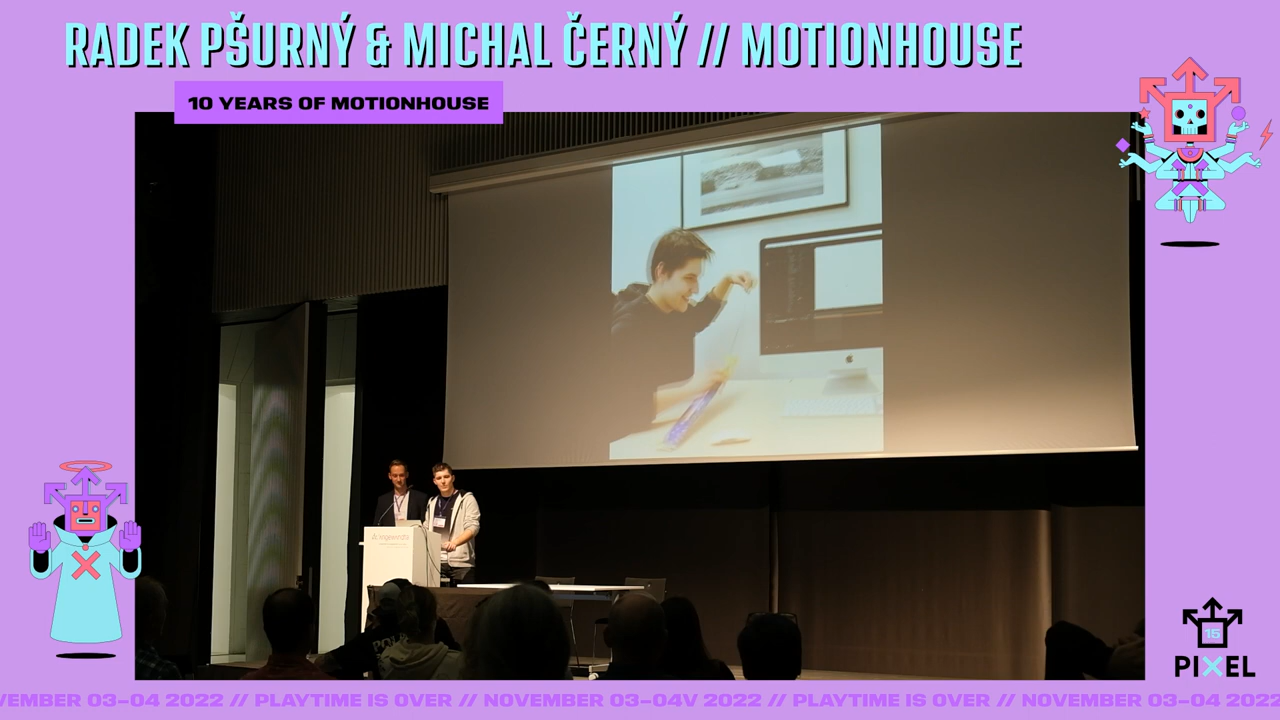 RADEK PŠURNÝ & MICHAL ČERNÝ // MOTIONHOUSE
10 YEARS OF MOTIONHOUSE
15
PIXEL
VEMBER 03-04 2022 // PLAYTIME IS OVER // NOVEMBER 03-04V 2022 // PLAYTIME IS OVER // NOVEMBER 03-04 2022